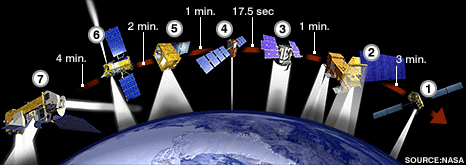 1 min.
17.5 sec
5
4
2 min.
3
1 min.
6
2
4 min.
3 min.
7
1
SOURCE:NASA